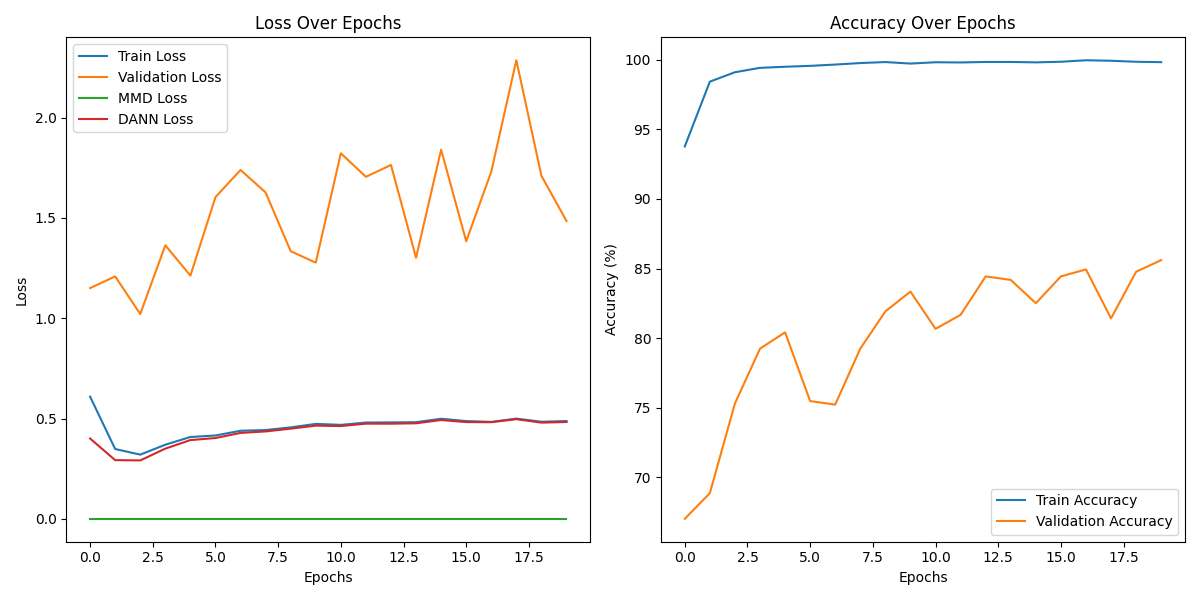 Loss Over Epochs
Train Loss
Validation Loss
MMD Loss
DANN Loss
2.0
1.5
1.0
0.5
0.0
Loss
0.0 2.5 5.0 7.5 10.0 12.5 15.0 17.5
Epochs
Accuracy Over Epochs
100
95
90
85
80
75
70
Accuracy (%)
Train Accuracy
Validation Accuracy
0.0 2.5 5.0 7.5 10.0 12.5 15.0 17.5
Epochs